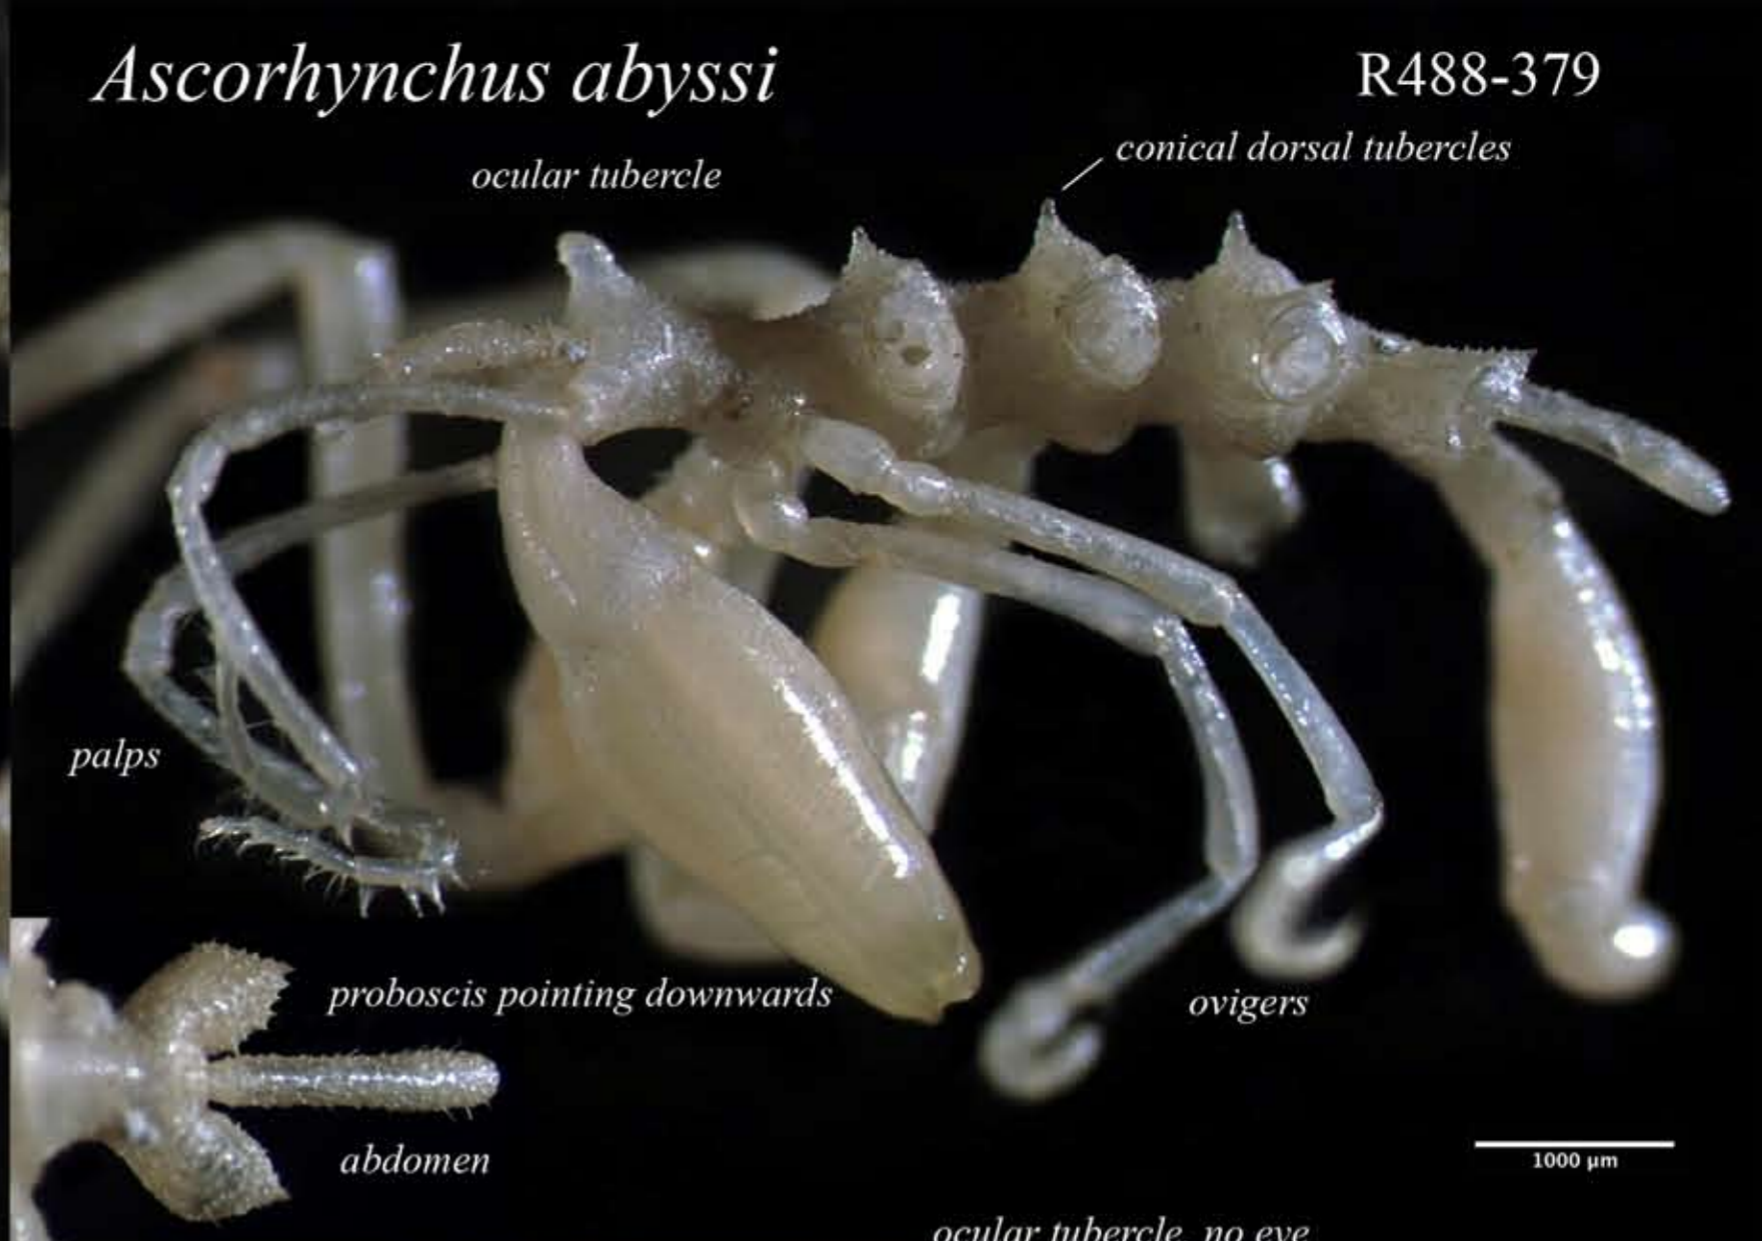 Ascorhynchus abyssi
R488-379
conical dorsal tubercles
ocular tubercle
palps
proboscis pointing downwards
ovigers
abdomen
1000 µm
ocular tubercle, no eye